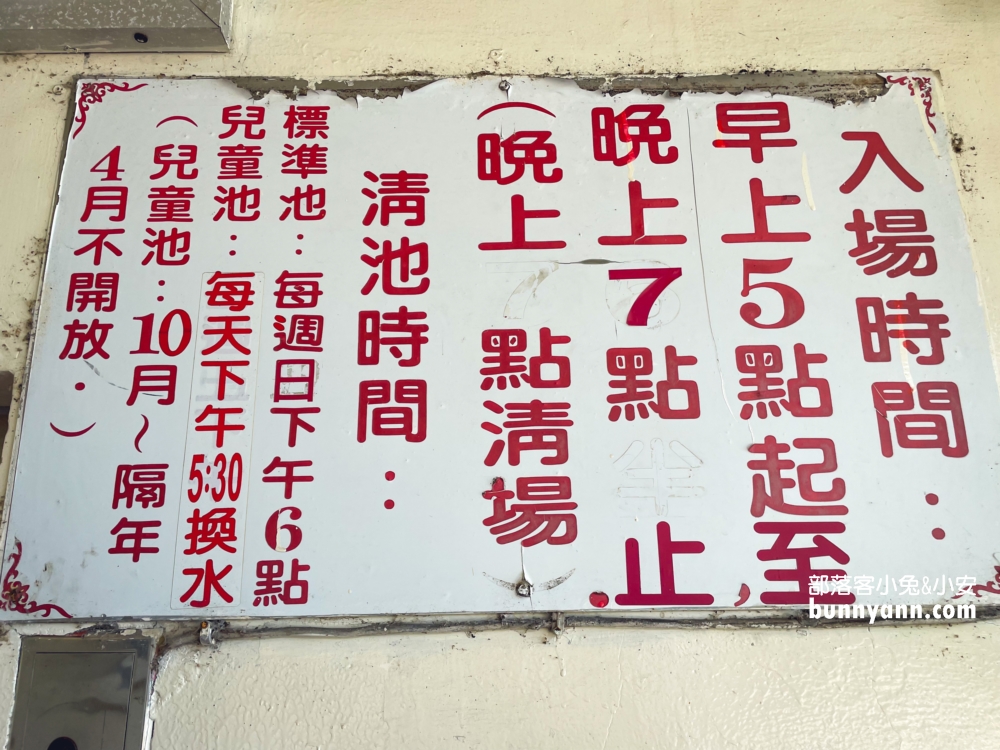 入場時間：
早上5點起至
晚上7點止
（晚上7點清場）
清池時間：
標準池：每週日下午6點
兒童池：每天下午5:30換水
（兒童池：10月～隔年
4月不開放．）
部落客小兔&小安
bunnyann.com